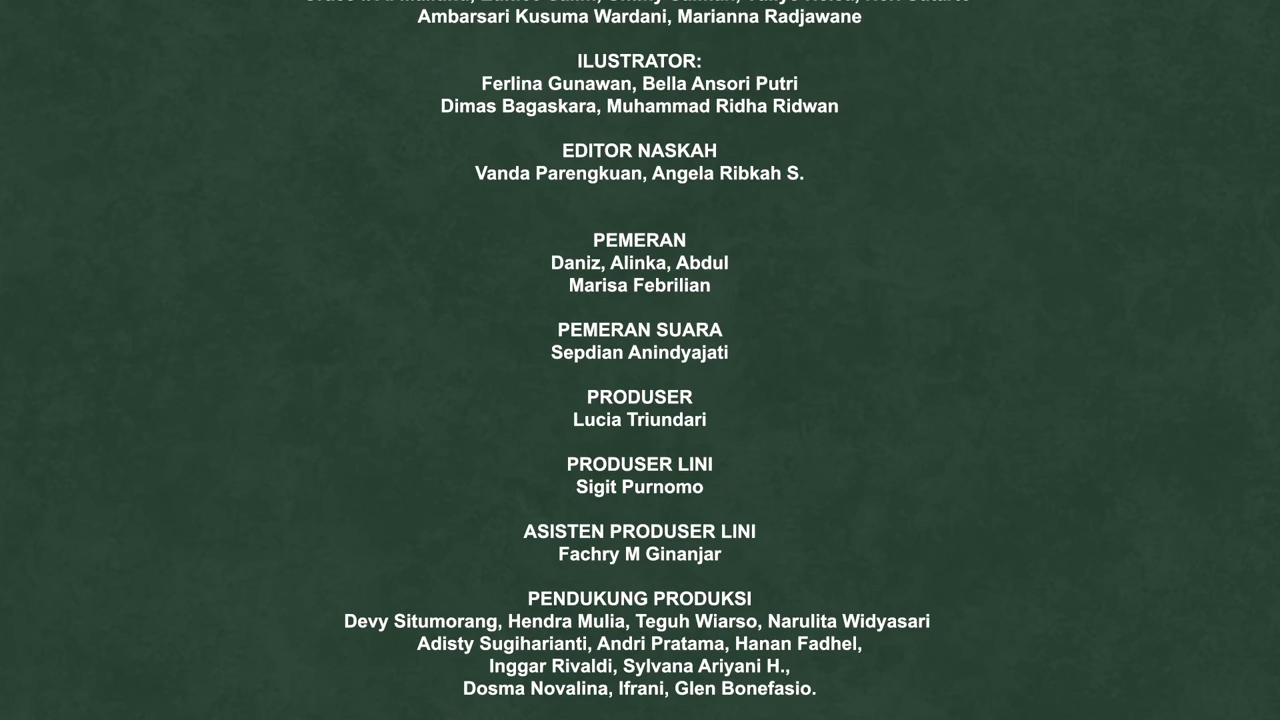 Ambarsari Kusuma Wardani, Marianna Radjawane
ILUSTRATOR:
Ferlina Gunawan, Bella Ansori Putri
Dimas Bagaskara, Muhammad Ridha Ridwan
EDITOR NASKAH
Vanda Parengkuan, Angela Ribkah S.
PEMERAN
Daniz, Alinka, Abdul
Marisa Febrilian
PEMERAN SUARA
Sepdian Anindyajati
PRODUSER
Lucia Triundari
PRODUSER LINI
Sigit Purnomo
ASISTEN PRODUSER LINI
Fachry M Ginanjar
PENDUKUNG PRODUKSI
Devy Situmorang, Hendra Mulia, Teguh Wiarso, Narulita Widyasari
Adisty Sugiharianti, Andri Pratama, Hanan Fadhel,
Inggar Rivaldi, Sylvana Ariyani H.,
Dosma Novalina, Ifrani, Glen Bonefasio.